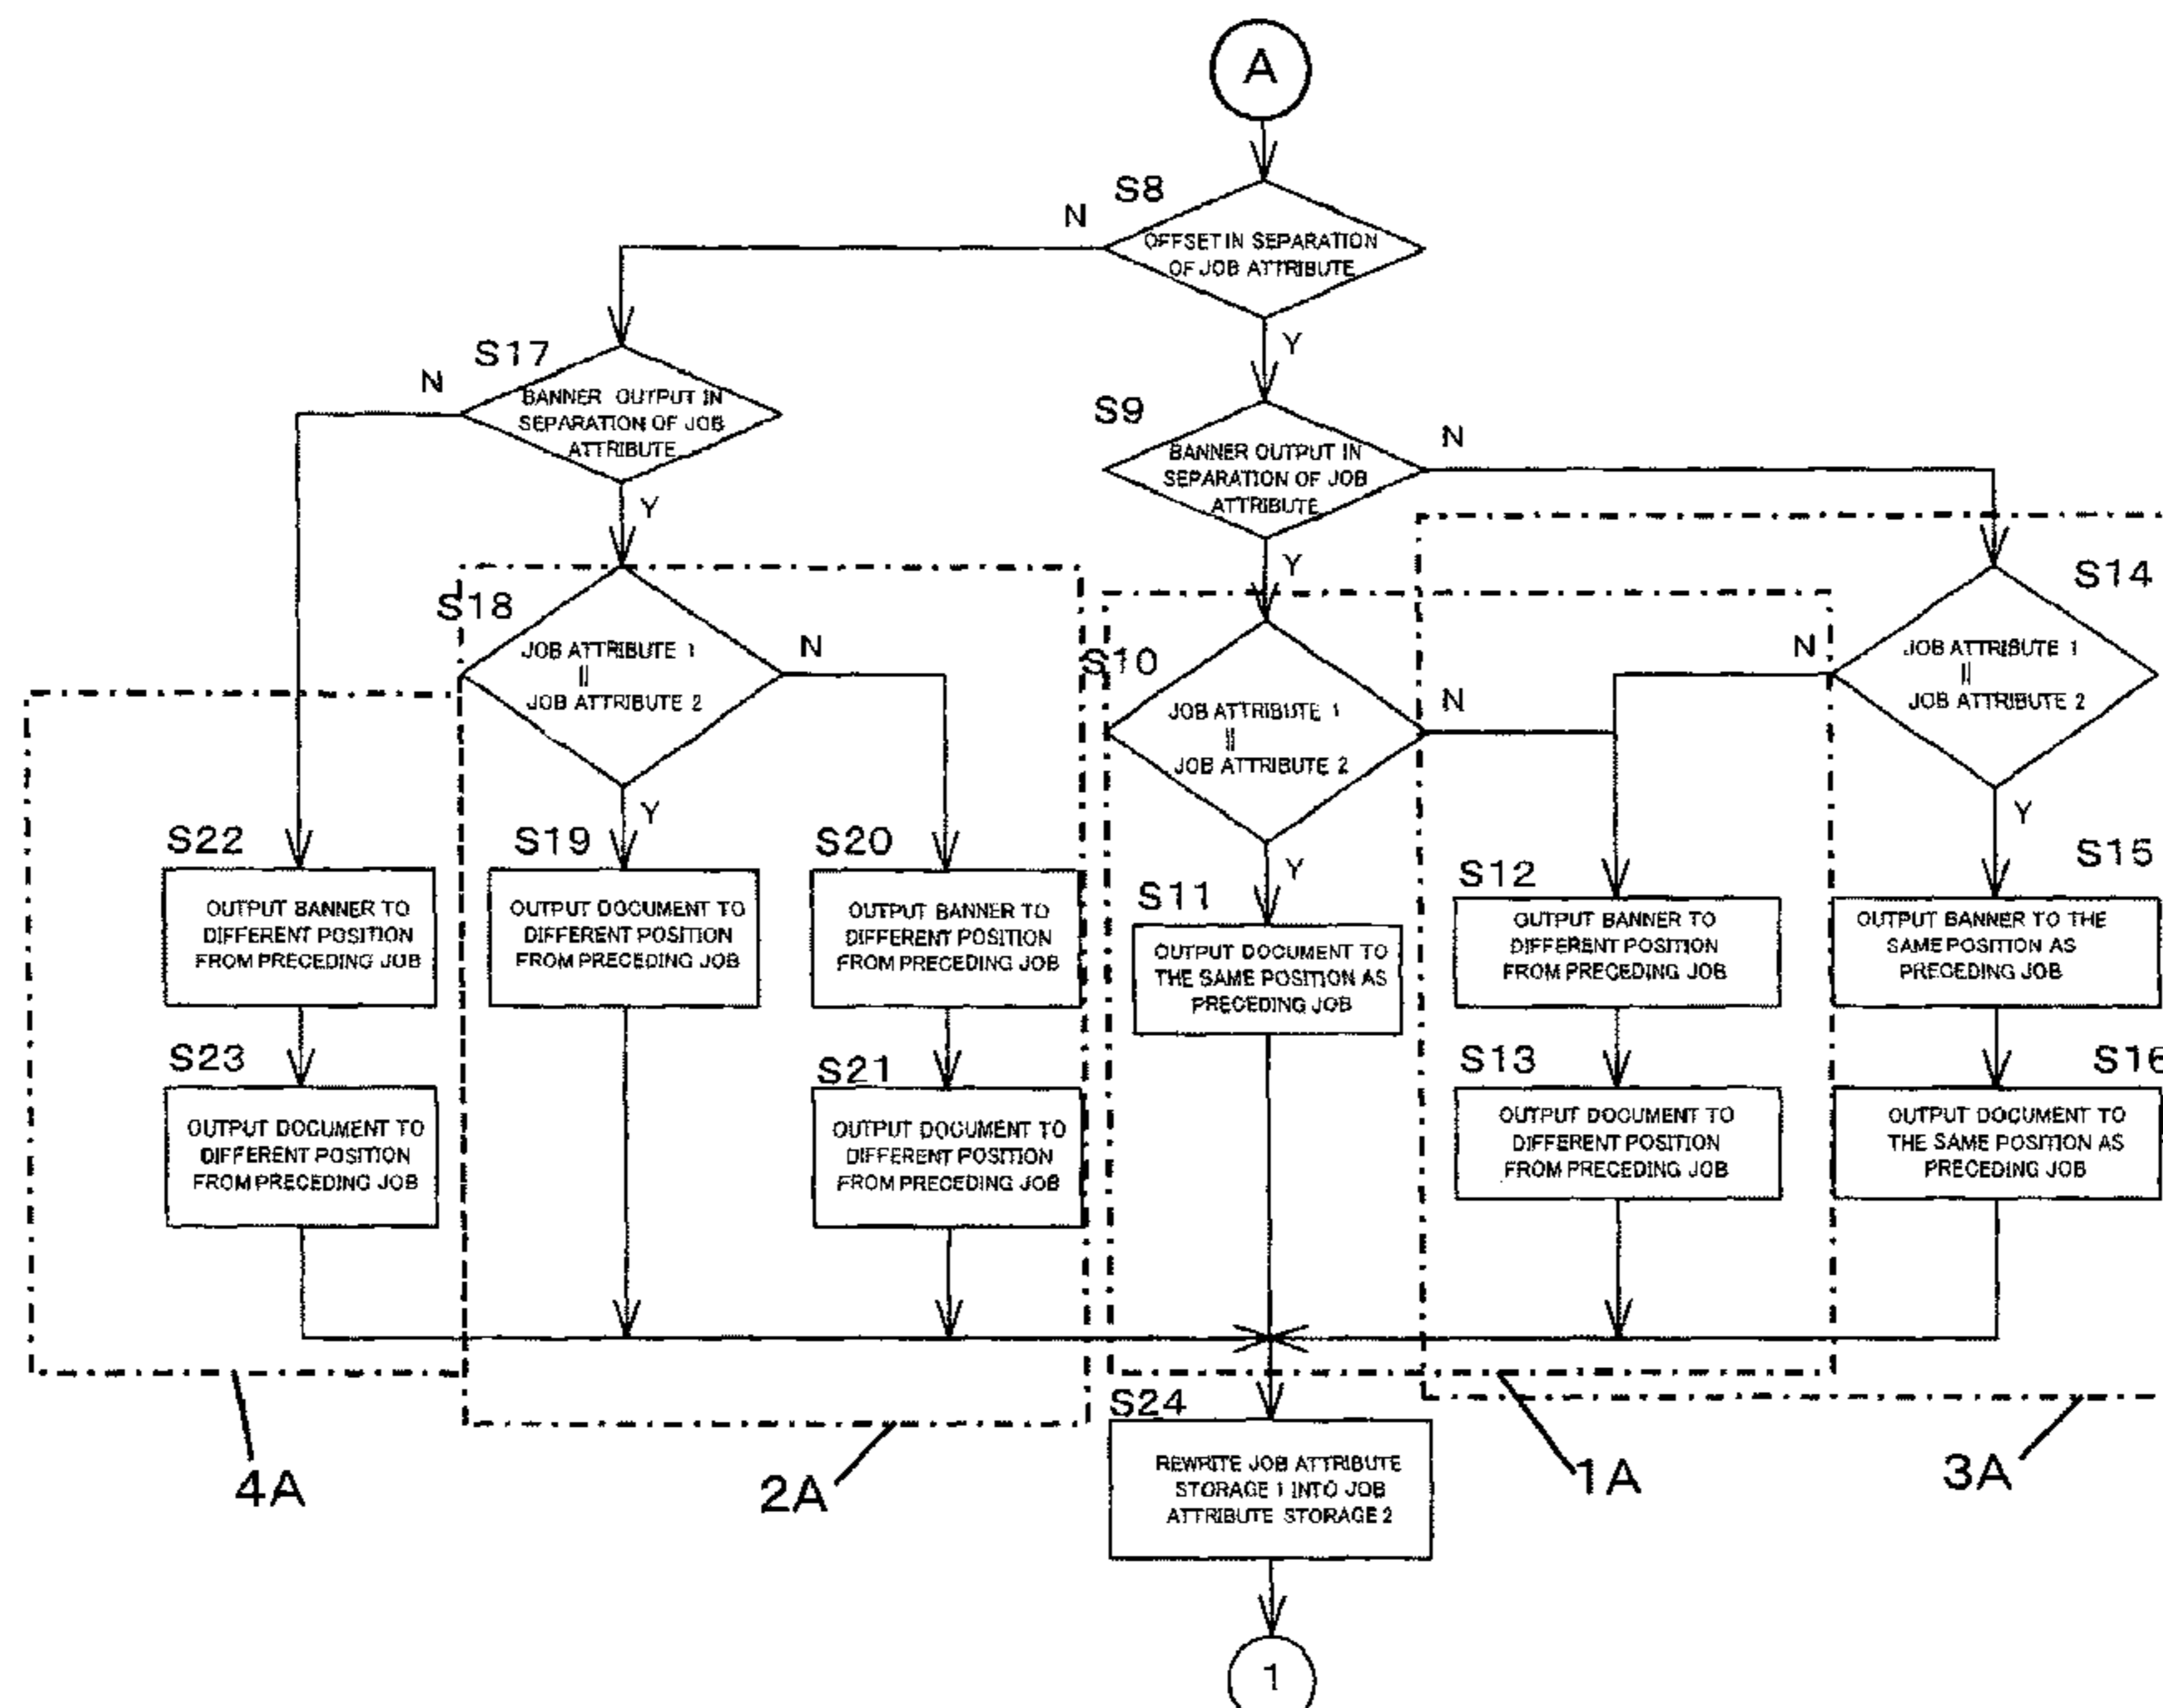 A
S8
N
OFFSET IN SEPARATION
OF JOB ATTRIBUTE
Y
S17
N
BANNER OUTPUT IN
SEPARATION OF JOB
ATTRIBUTE
Y
S9
N
BANNER OUTPUT IN
SEPARATION OF JOB
ATTRIBUTE
Y
S18
JOB ATTRIBUTE 1
||
JOB ATTRIBUTE 2
N
Y
S10
JOB ATTRIBUTE 1
||
JOB ATTRIBUTE 2
N
Y
S14
N
JOB ATTRIBUTE 1
||
JOB ATTRIBUTE 2
Y
S22
OUTPUT BANNER TO
DIFFERENT POSITION
FROM PRECEDING JOB
S19
OUTPUT DOCUMENT TO
DIFFERENT POSITION
FROM PRECEDING JOB
S20
OUTPUT BANNER TO
DIFFERENT POSITION
FROM PRECEDING JOB
S11
OUTPUT DOCUMENT TO
THE SAME POSITION AS
PRECEDING JOB
S12
OUTPUT BANNER TO
DIFFERENT POSITION
FROM PRECEDING JOB
S15
OUTPUT BANNER TO THE
SAME POSITION AS
PRECEDING JOB
S23
OUTPUT DOCUMENT TO
DIFFERENT POSITION
FROM PRECEDING JOB
S21
OUTPUT DOCUMENT TO
DIFFERENT POSITION
FROM PRECEDING JOB
S13
OUTPUT DOCUMENT TO
DIFFERENT POSITION
FROM PRECEDING JOB
S16
OUTPUT DOCUMENT TO
THE SAME POSITION AS
PRECEDING JOB
4A
2A
1A
3A
S24
REWRITE JOB ATTRIBUTE
STORAGE 1 INTO JOB
ATTRIBUTE STORAGE 2
1